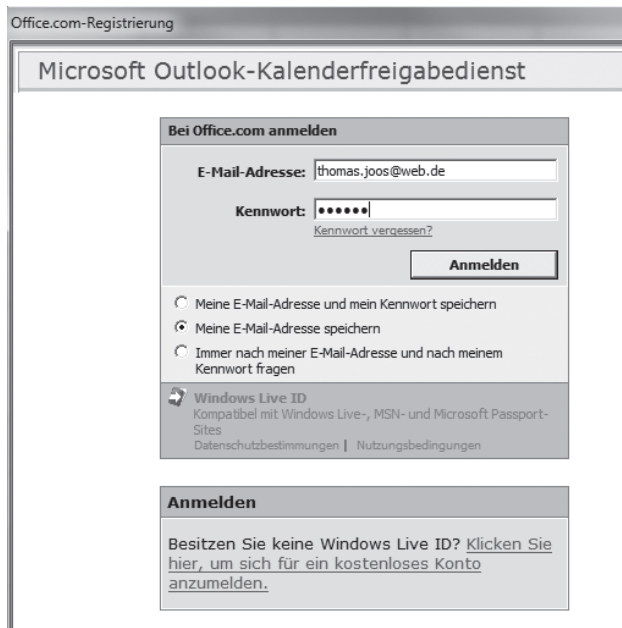 Office.com-Registrierung
Microsoft Outlook-Kalenderfreigabedienst
Bei Office.com anmelden
E-Mail-Adresse: thomas.joos@web.de
Kennwort: ••••••
Kennwort vergessen?
Anmelden
Meine E-Mail-Adresse und mein Kennwort speichern
Meine E-Mail-Adresse speichern
Immer nach meiner E-Mail-Adresse und nach meinem
Kennwort fragen
Windows Live ID
Kompatibel mit Windows Live-, MSN- und Microsoft Passport-
Sites
Datenschutzbestimmungen | Nutzungsbedingungen
Anmelden
Besitzen Sie keine Windows Live ID? Klicken Sie
hier, um sich für ein kostenloses Konto
anzumelden.